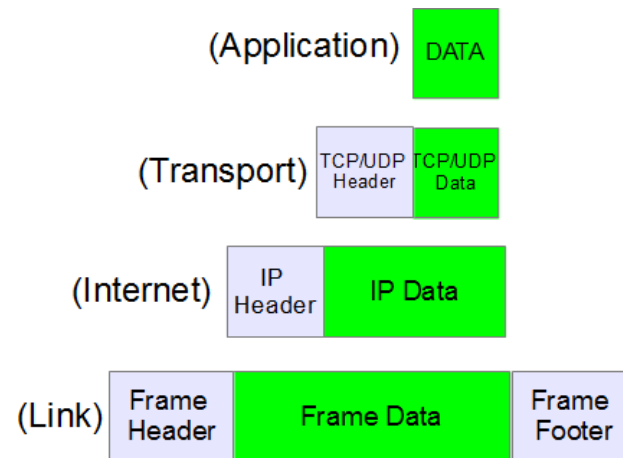 (Application) DATA
(Transport) TCP/UDP Header TCP/UDP Data
(Internet) IP Header IP Data
(Link) Frame Header Frame Data Frame Footer